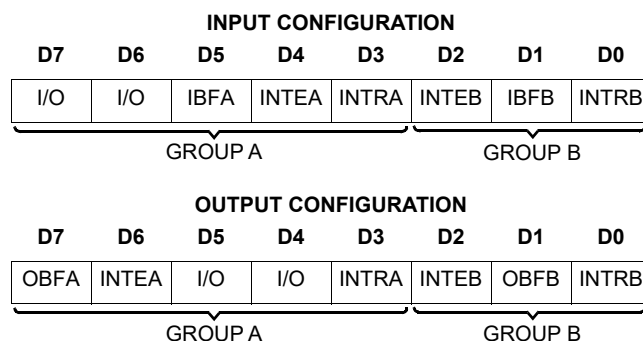 INPUT CONFIGURATION
D7 D6 D5 D4 D3 D2 D1 D0
I/O I/O IBFA INTEA INTRA INTEB IBFB INTRB
GROUP A GROUP B
OUTPUT CONFIGURATION
D7 D6 D5 D4 D3 D2 D1 D0
OBFA INTEA I/O I/O INTRA INTEB OBFB INTRB
GROUP A GROUP B